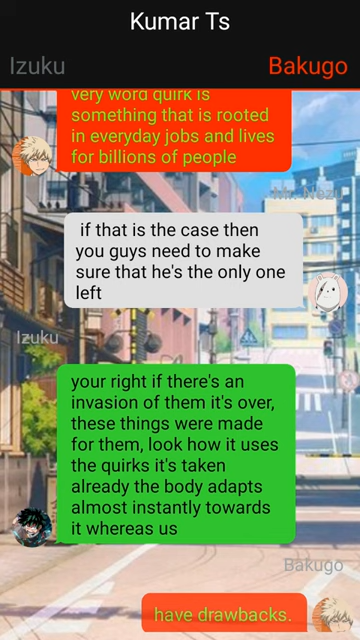 Kumar Ts
Izuku
Bakugo
very word quirk is
something that is rooted
in everyday jobs and lives
for billions of people
Mr. Nezi
if that is the case then
you guys need to make
sure that he's the only one
left
Izuku
your right if there's an
invasion of them it's over,
these things were made
for them, look how it uses
the quirks it's taken
already the body adapts
almost instantly towards
it whereas us
Bakugo
have drawbacks.